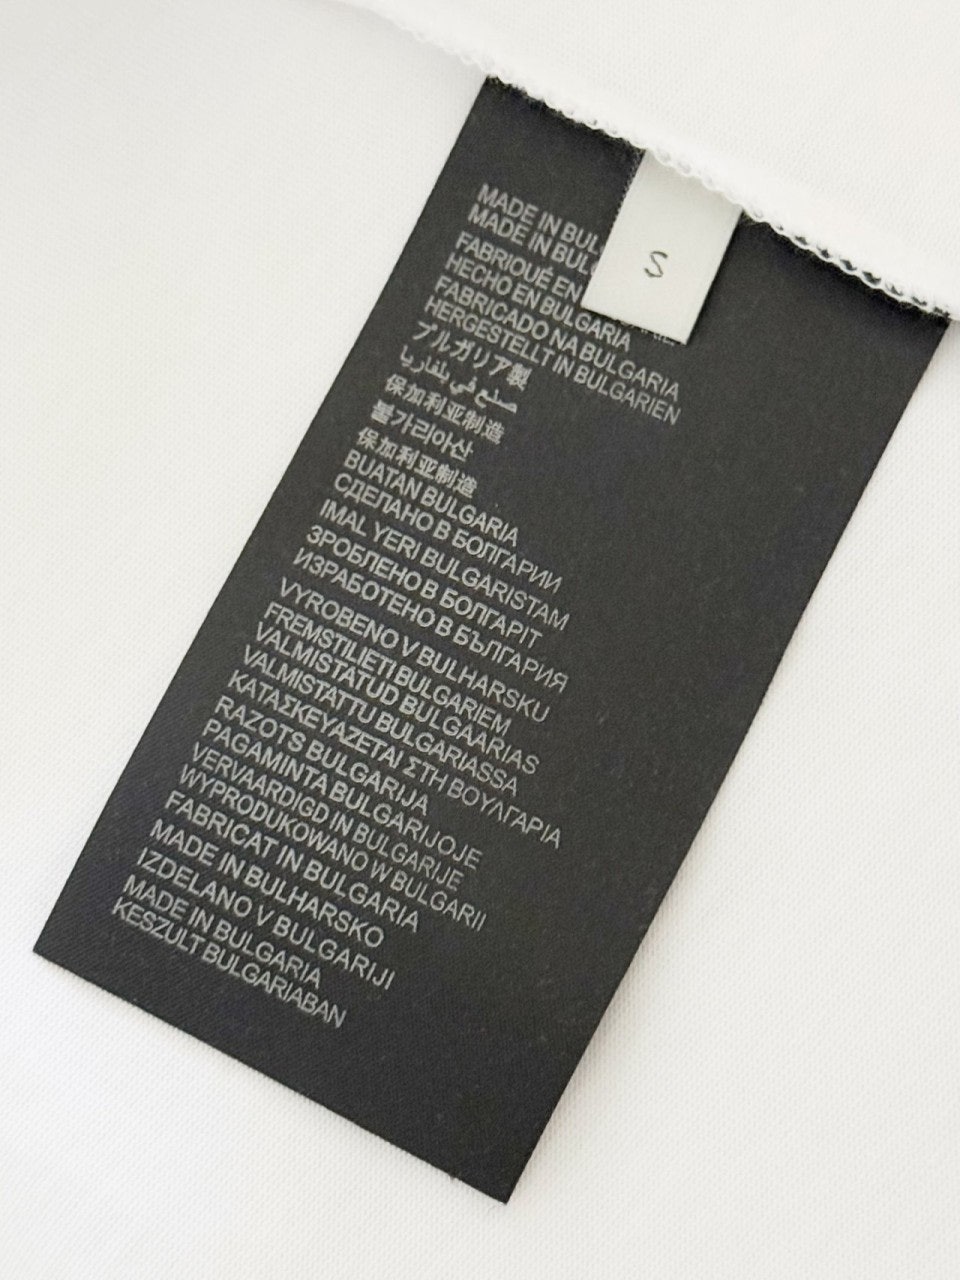 S
MADE IN BUL
MADE IN BUL
FABRIQUÉ EN
HECHO EN BULGARIA
FABRICADO NA BULGARIA
HERGESTELLT IN BULGARIEN
ブルガリア製
صنع في بلغاريا
保加利亚制造
불가리아산
保加利亚制造
BUATAN BULGARIA
СДЕЛАНО В БОЛГАРИИ
IMAL YERI BULGARISTAM
ЗРОБЛЕНО В БОЛГАРІТ
ИЗРАБОТЕНО В БЪЛГАРИЯ
VYROBENO V BULHARSKU
FREMSTILIETI BULGARIEM
VALMISTATUD BULGAARIAS
VALMISTATTU BULGARIASSA
ΚΑΤΑΣΚΕΥΑΖΕΤΑΙ ΣΤΗ ΒΟΥΛΓΑΡΙΑ
RAZOTS BULGARIJA
PAGAMINTA BULGARIJOJE
VERVAARDIGD IN BULGARIJE
WYPRODUKOWANO W BULGARII
FABRICAT IN BULGARIA
MADE IN BULHARSKO
IZDELANO V BULGARIJI
MADE IN BULGARIA
KESZULT BULGARIABAN